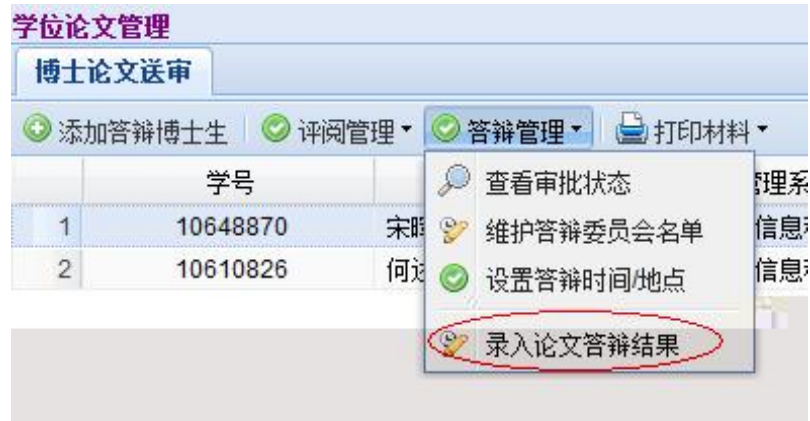 学位论文管理
博士论文送审
添加答辩博士生 评阅管理 答辩管理 打印材料
学号 管理系
查看审批状态
1 10648870 宋 信息
维护答辩委员会名单
2 10610826 何 信息
设置答辩时间/地点
录入论文答辩结果